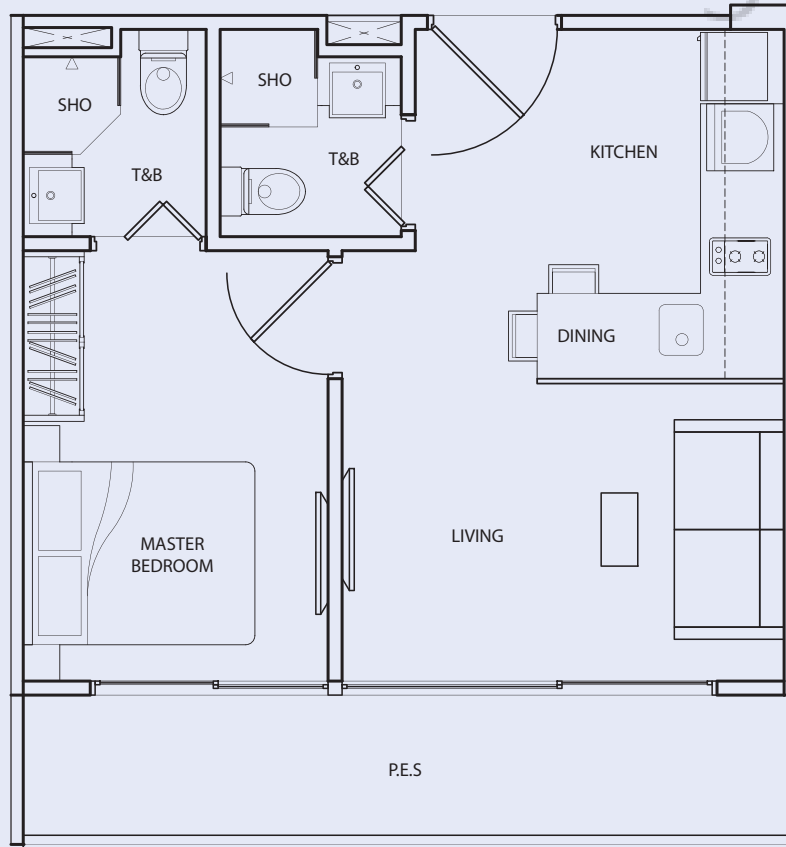 SHO
SHO
T&B
T&B
KITCHEN
DINING
MASTER
BEDROOM
LIVING
P.E.S